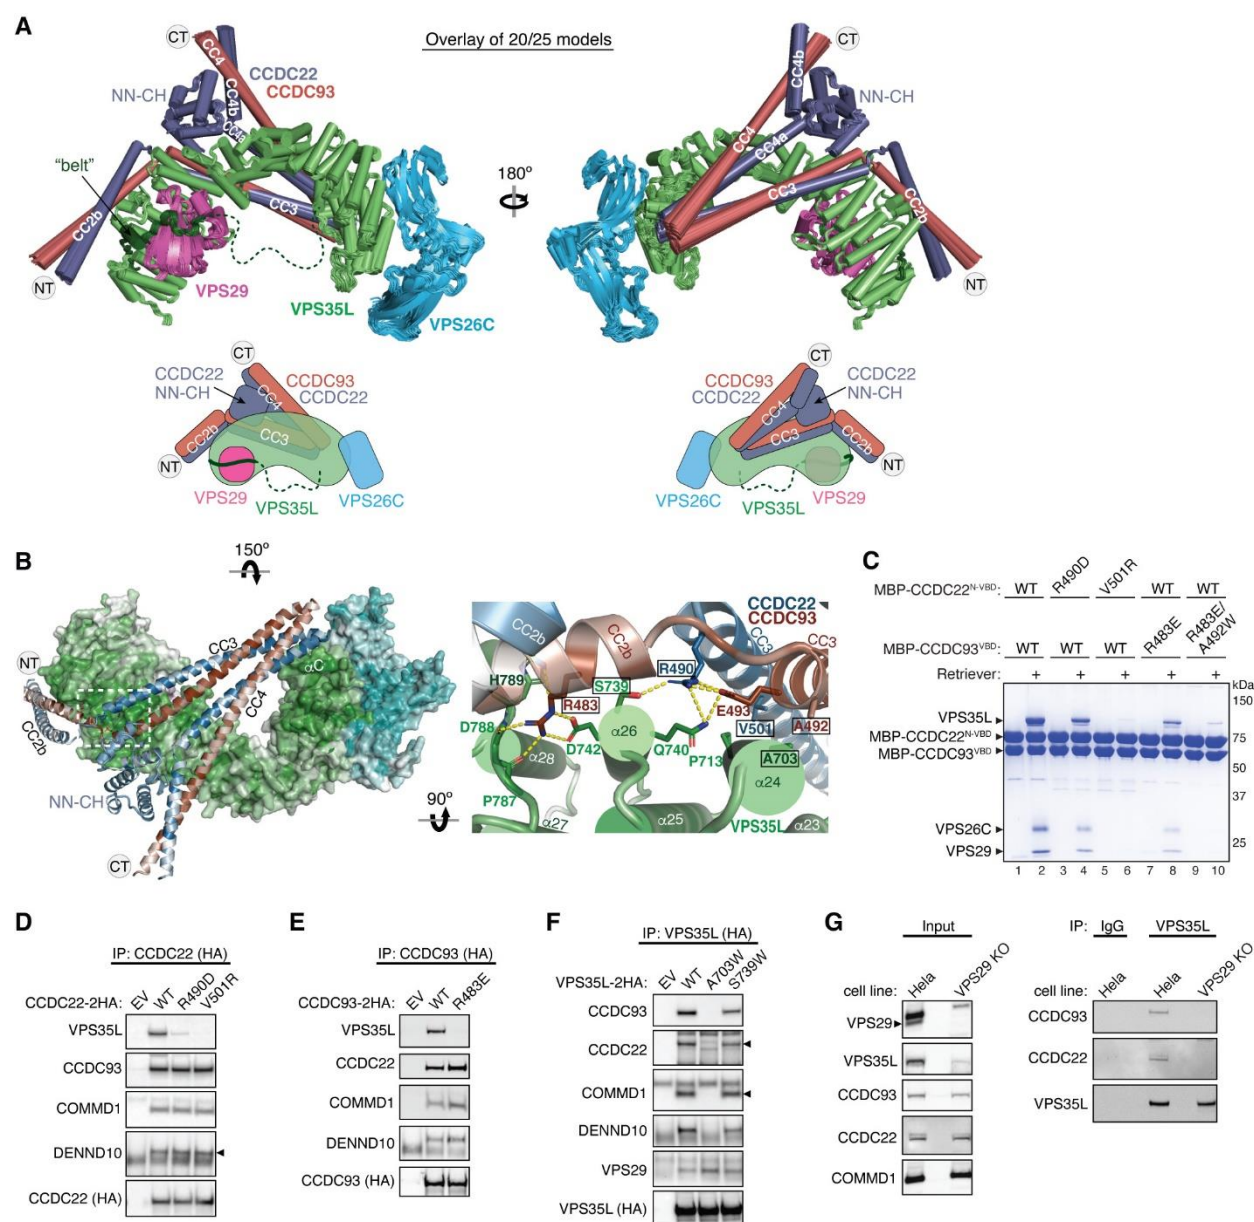 A
Overlay of 20/25 models
CT
CC4
CC4b
CC4a
CCDC22
CCDC93
NN-CH
"belt"
CC2b
CC3
NT
VPS29
VPS35L
VPS26C
180º
CT
CC4b
NN-CH
CC4
CC4a
CC3
CC2b
NT
CT
CCDC22
NN-CH
CCDC93
CCDC22
CC4
CC2b
CC3
NT
VPS29
VPS35L
VPS26C
CT
CCDC93
CCDC22
CCDC22
NN-CH
CC4
CC3
CC2b
NT
VPS26C
VPS35L
VPS29
B
150º
NT
CC3
αC
CC4
CC2b
NN-CH
CT
90º
CCDC22
CCDC93
CC2b
CC2b
CC3
CC3
H789
S739
R490
R483
E493
D788
V501
A492
D742
α26
Q740
P713
A703
α28
α24
P787
α27
α25
VPS35L
α23
C
MBP-CCDC22N-VBD: WT R490D V501R WT WT
MBP-CCDC93VBD: WT WT WT R483E R483E/A492W
Retriever: + + + + +
kDa
150
VPS35L
MBP-CCDC22N-VBD
75
MBP-CCDC93VBD
50
37
VPS26C
25
VPS29
1 2 3 4 5 6 7 8 9 10
D
IP: CCDC22 (HA)
CCDC22-2HA: EV WT R490D V501R
VPS35L
CCDC93
COMMD1
DENND10
CCDC22 (HA)
E
IP: CCDC93 (HA)
CCDC93-2HA: EV WT R483E
VPS35L
CCDC22
COMMD1
DENND10
CCDC93 (HA)
F
IP: VPS35L (HA)
VPS35L-2HA: EV WT A703W S739W
CCDC93
CCDC22
COMMD1
DENND10
VPS29
VPS35L (HA)
G
Input
cell line: Hela VPS29 KO
VPS29
VPS35L
CCDC93
CCDC22
COMMD1
IP: IgG VPS35L
cell line: Hela Hela VPS29 KO
CCDC93
CCDC22
VPS35L